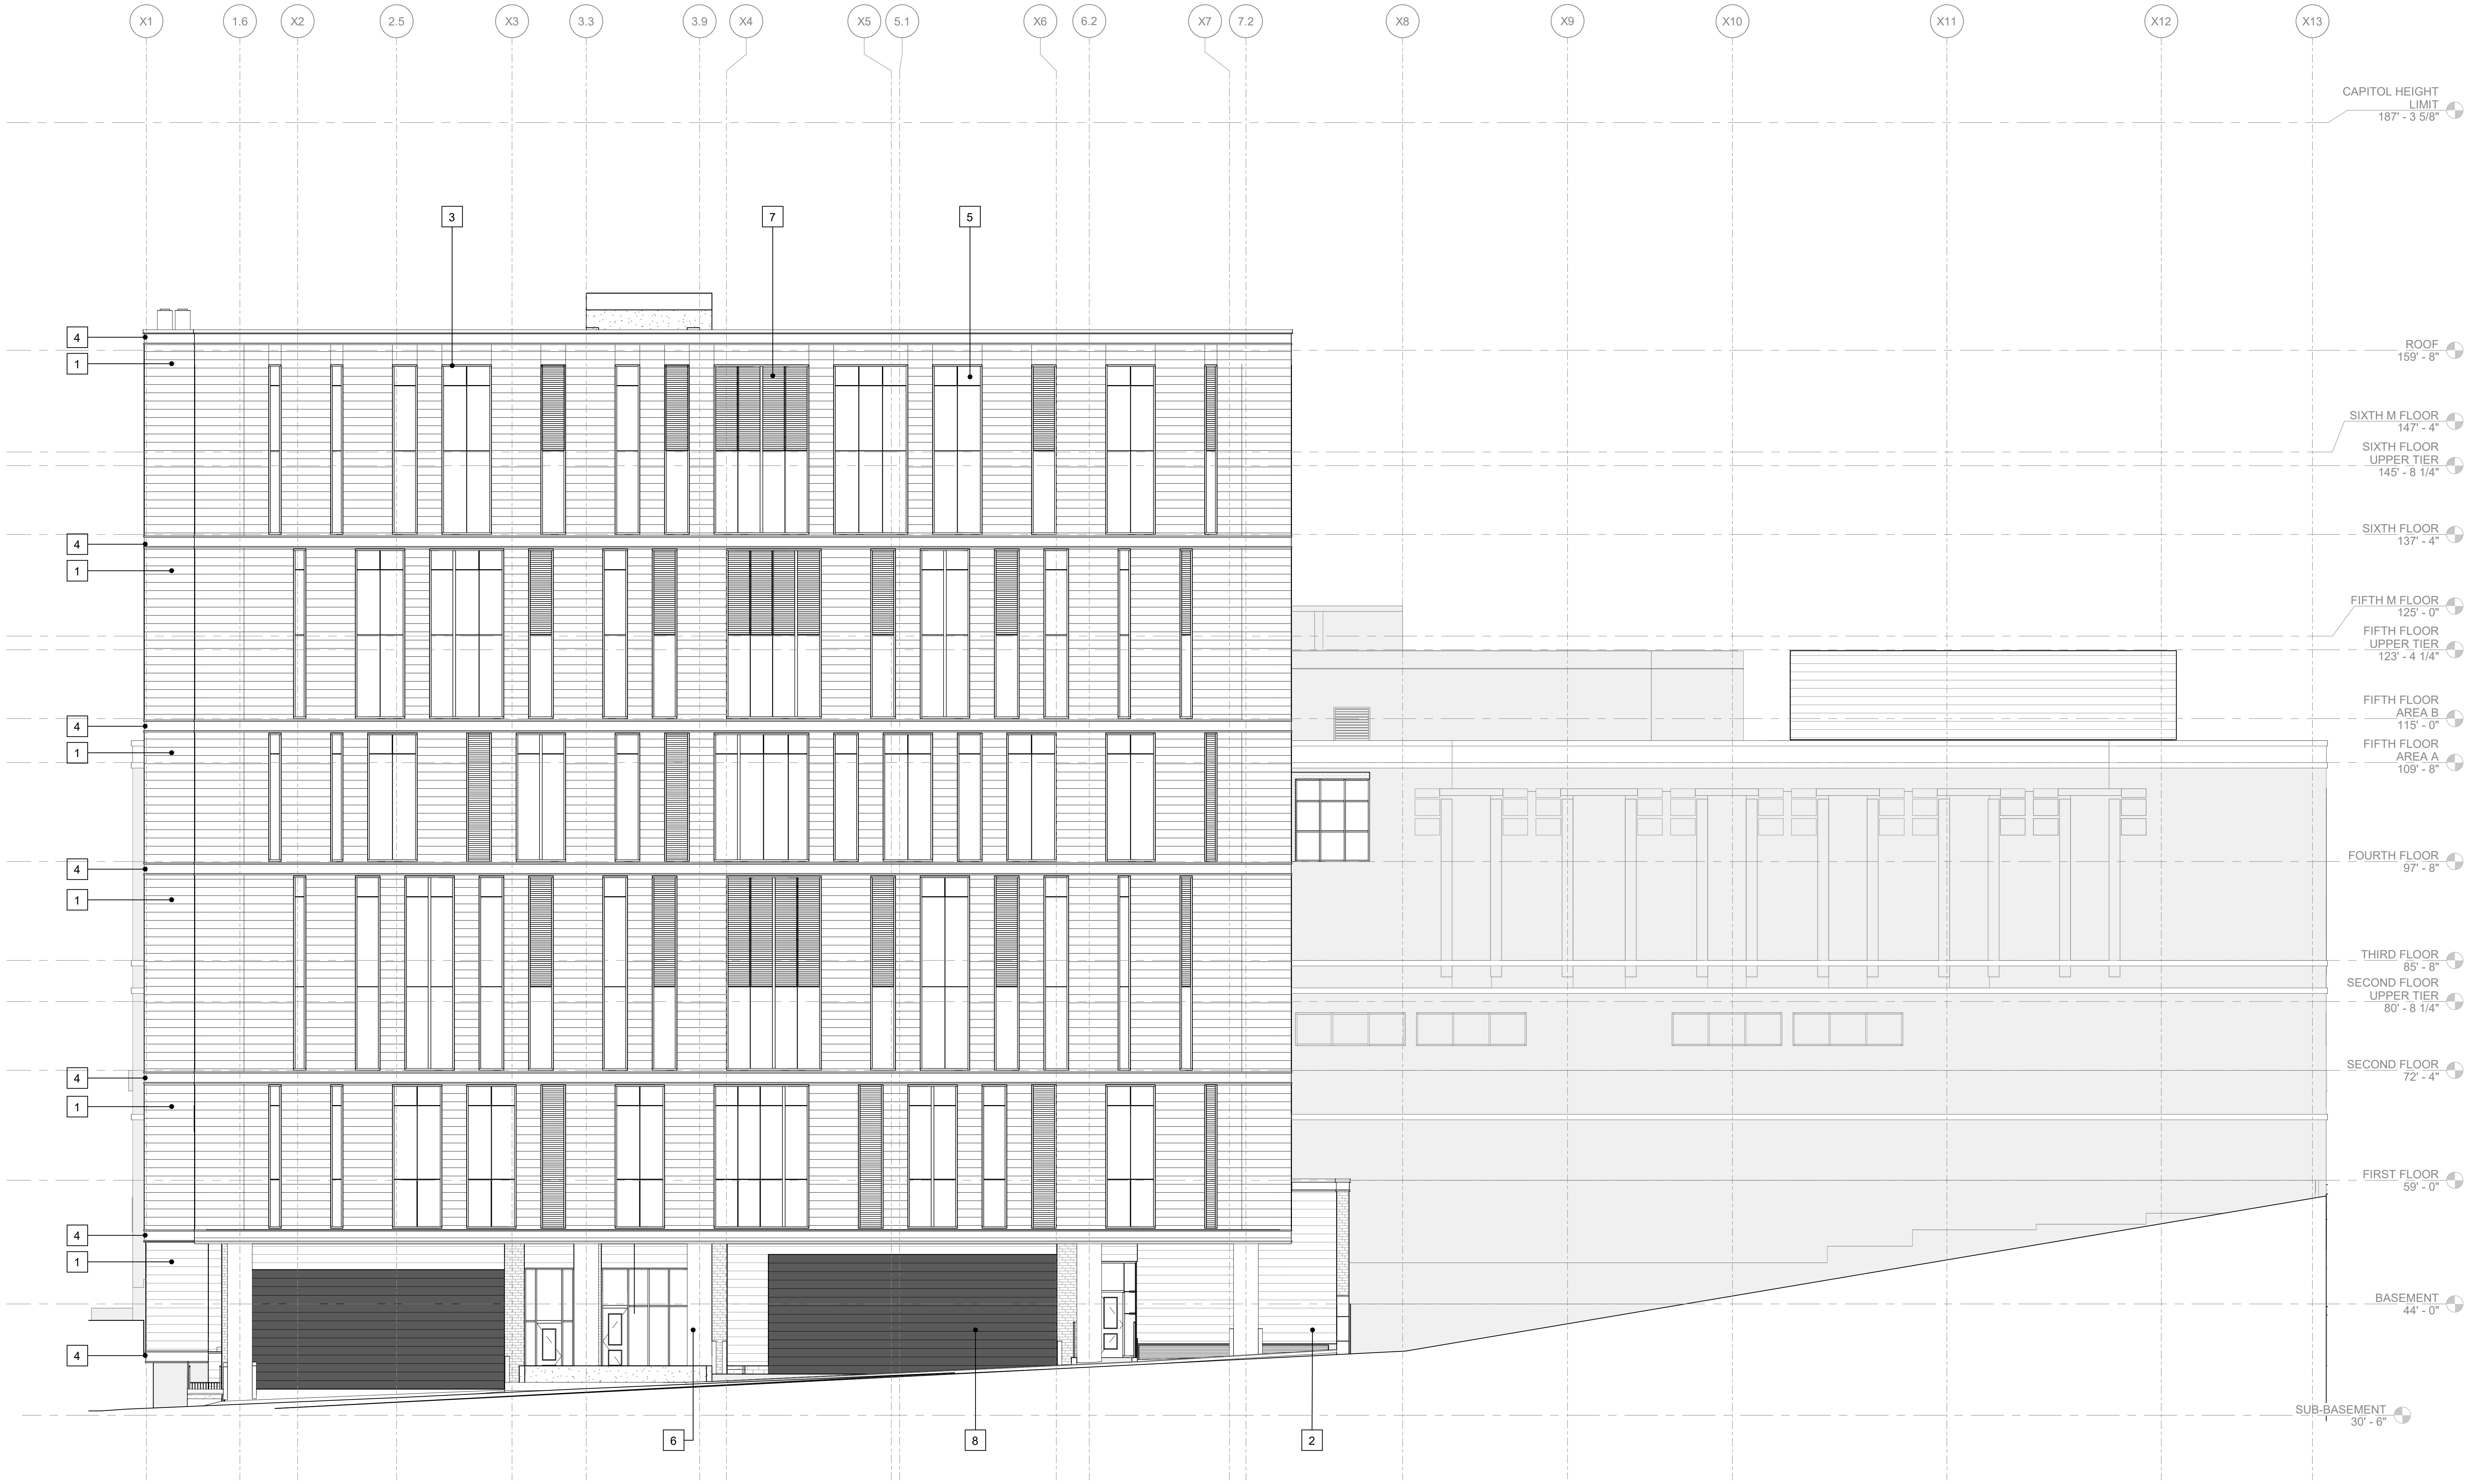 X1 1.6 X2 2.5 X3 3.3 3.9 X4 X5 5.1 X6 6.2 X7 7.2 X8 X9 X10 X11 X12 X13
CAPITOL HEIGHT
LIMIT
187' - 3 5/8"
3 7 5
4
1
ROOF
159' - 8"
SIXTH M FLOOR
147' - 4"
SIXTH FLOOR
UPPER TIER
145' - 8 1/4"
4
1
SIXTH FLOOR
137' - 4"
FIFTH M FLOOR
125' - 0"
FIFTH FLOOR
UPPER TIER
123' - 4 1/4"
4
1
FIFTH FLOOR
AREA B
115' - 0"
FIFTH FLOOR
AREA A
109' - 8"
4
1
FOURTH FLOOR
97' - 8"
THIRD FLOOR
85' - 8"
SECOND FLOOR
UPPER TIER
80' - 8 1/4"
4
1
SECOND FLOOR
72' - 4"
FIRST FLOOR
59' - 0"
4
1
BASEMENT
44' - 0"
4
SUB-BASEMENT
30' - 6"
6 8 2